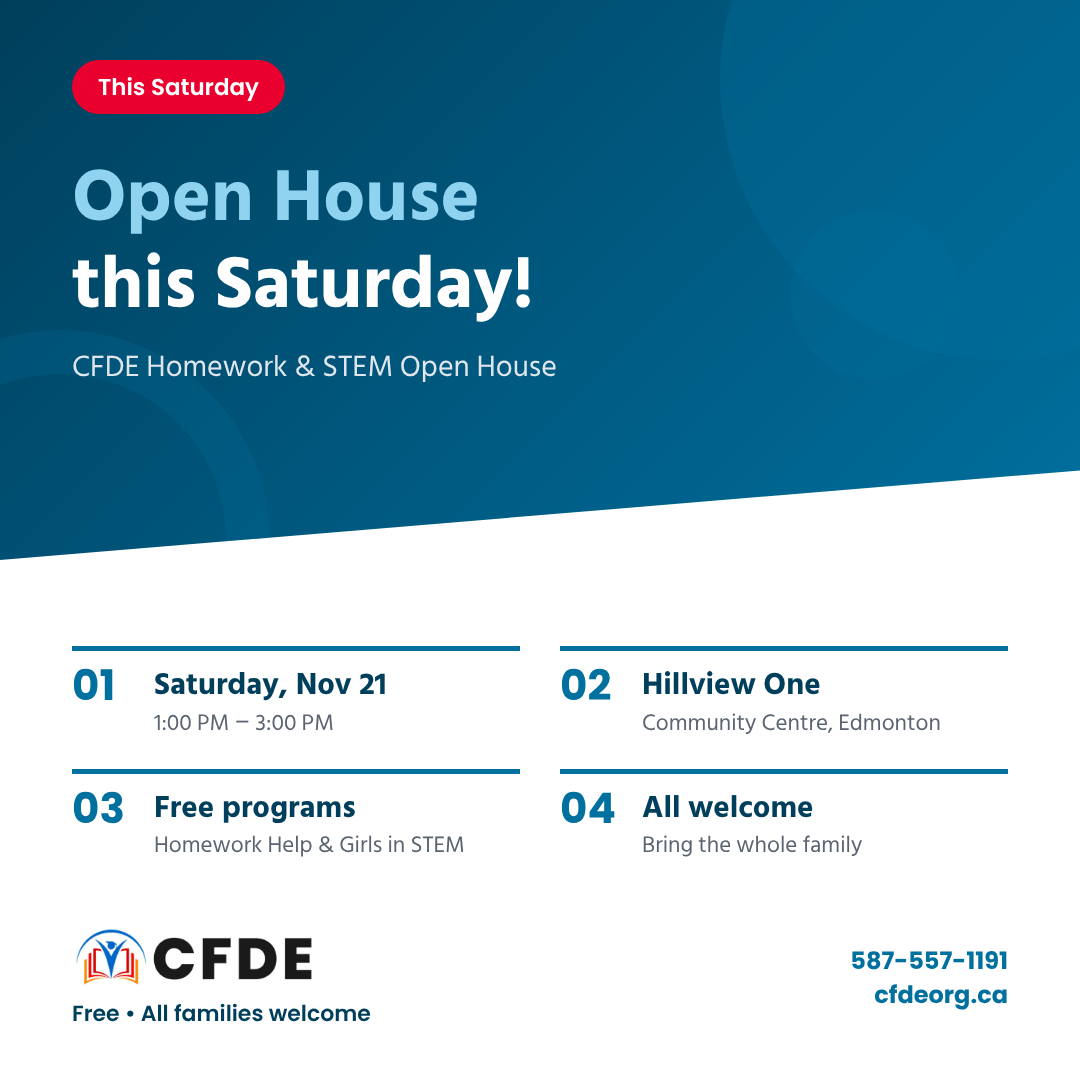 This Saturday
Open House
this Saturday!
CFDE Homework & STEM Open House
01
Saturday, Nov 21
1:00 PM – 3:00 PM
02
Hillview One
Community Centre, Edmonton
03
Free programs
Homework Help & Girls in STEM
04
All welcome
Bring the whole family
CFDE
Free • All families welcome
587-557-1191
cfdeorg.ca